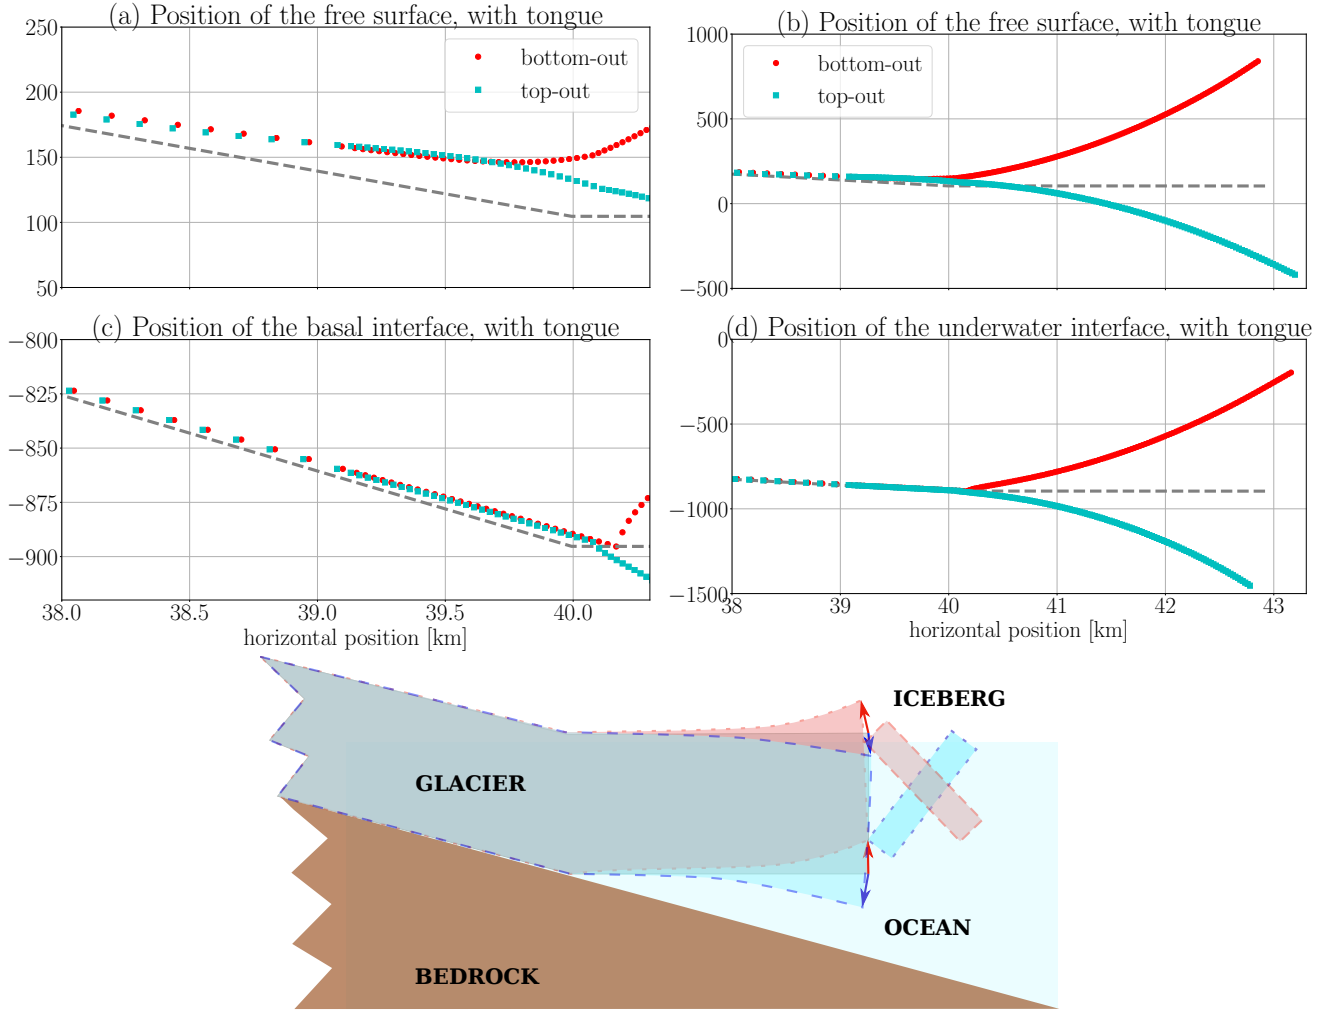 (a) Position of the free surface, with tongue
250
200
150
100
50
bottom-out
top-out
(b) Position of the free surface, with tongue
1000
500
0
−500
bottom-out
top-out
(c) Position of the basal interface, with tongue
−800
−825
−850
−875
−900
38.0 38.5 39.0 39.5 40.0
horizontal position [km]
(d) Position of the underwater interface, with tongue
0
−500
−1000
−1500
38 39 40 41 42 43
horizontal position [km]
ICEBERG
GLACIER
OCEAN
BEDROCK